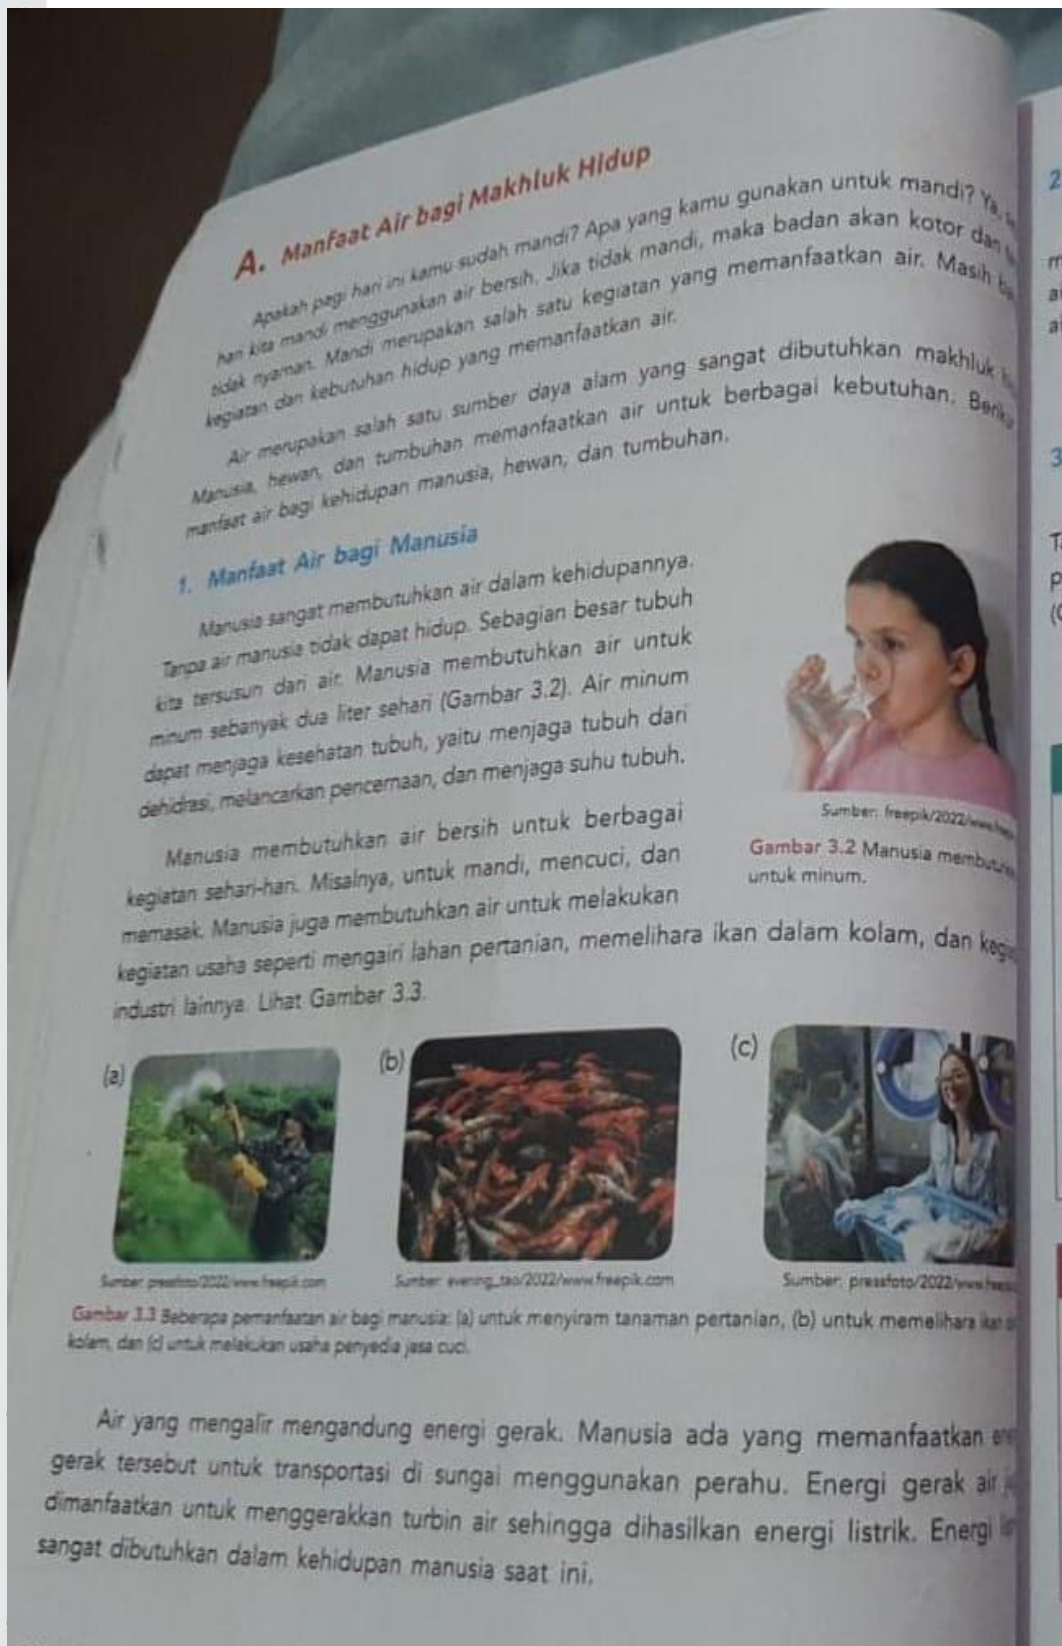 A. Manfaat Air bagi Makhluk Hidup
Apakah pagi hari ini kamu sudah mandi? Apa yang kamu gunakan untuk mandi? Ya,
hari kita mandi menggunakan air bersih. Jika tidak mandi, maka badan akan kotor dan
tidak nyaman. Mandi merupakan salah satu kegiatan yang memanfaatkan air. Masih
kegiatan dan kebutuhan hidup yang memanfaatkan air.
Air merupakan salah satu sumber daya alam yang sangat dibutuhkan makhluk
Manusia, hewan, dan tumbuhan memanfaatkan air untuk berbagai kebutuhan.
manfaat air bagi kehidupan manusia, hewan, dan tumbuhan.
1. Manfaat Air bagi Manusia
Manusia sangat membutuhkan air dalam kehidupannya.
Tanpa air manusia tidak dapat hidup. Sebagian besar tubuh
kita tersusun dari air. Manusia membutuhkan air untuk
minum sebanyak dua liter sehari (Gambar 3.2). Air minum
dapat menjaga kesehatan tubuh, yaitu menjaga tubuh dari
dehidrasi, melancarkan pencernaan, dan menjaga suhu tubuh.
Sumber: freepik/2022/
Gambar 3.2 Manusia
untuk minum.
Manusia membutuhkan air bersih untuk berbagai
kegiatan sehari-hari. Misalnya, untuk mandi, mencuci, dan
memasak. Manusia juga membutuhkan air untuk melakukan
kegiatan usaha seperti mengairi lahan pertanian, memelihara ikan dalam kolam, dan
industri lainnya. Lihat Gambar 3.3.
(a) (b) (c)
Sumber: pressfoto/2022/www.freepik.com Sumber: evening_tao/2022/www.freepik.com Sumber: pressfoto/2022/
Gambar 3.3 Beberapa pemanfaatan air bagi manusia: (a) untuk menyiram tanaman pertanian, (b) untuk memelihara ikan
kolam, dan (c) untuk melakukan usaha penyedia jasa cuci.
Air yang mengalir mengandung energi gerak. Manusia ada yang memanfaatkan
gerak tersebut untuk transportasi di sungai menggunakan perahu. Energi gerak air
dimanfaatkan untuk menggerakkan turbin air sehingga dihasilkan energi listrik. Energi
sangat dibutuhkan dalam kehidupan manusia saat ini.
2
3